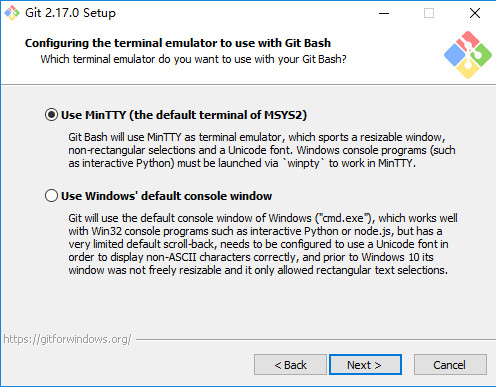 Git 2.17.0 Setup
Configuring the terminal emulator to use with Git Bash
Which terminal emulator do you want to use with your Git Bash?
Use MinTTY (the default terminal of MSYS2)
Git Bash will use MinTTY as terminal emulator, which sports a resizable window,
non-rectangular selections and a Unicode font. Windows console programs (such
as interactive Python) must be launched via `winpty` to work in MinTTY.
Use Windows' default console window
Git will use the default console window of Windows ("cmd.exe"), which works well
with Win32 console programs such as interactive Python or node.js, but has a
very limited default scroll-back, needs to be configured to use a Unicode font in
order to display non-ASCII characters correctly, and prior to Windows 10 its
window was not freely resizable and it only allowed rectangular text selections.
https://gitforwindows.org/
< Back
Next >
Cancel